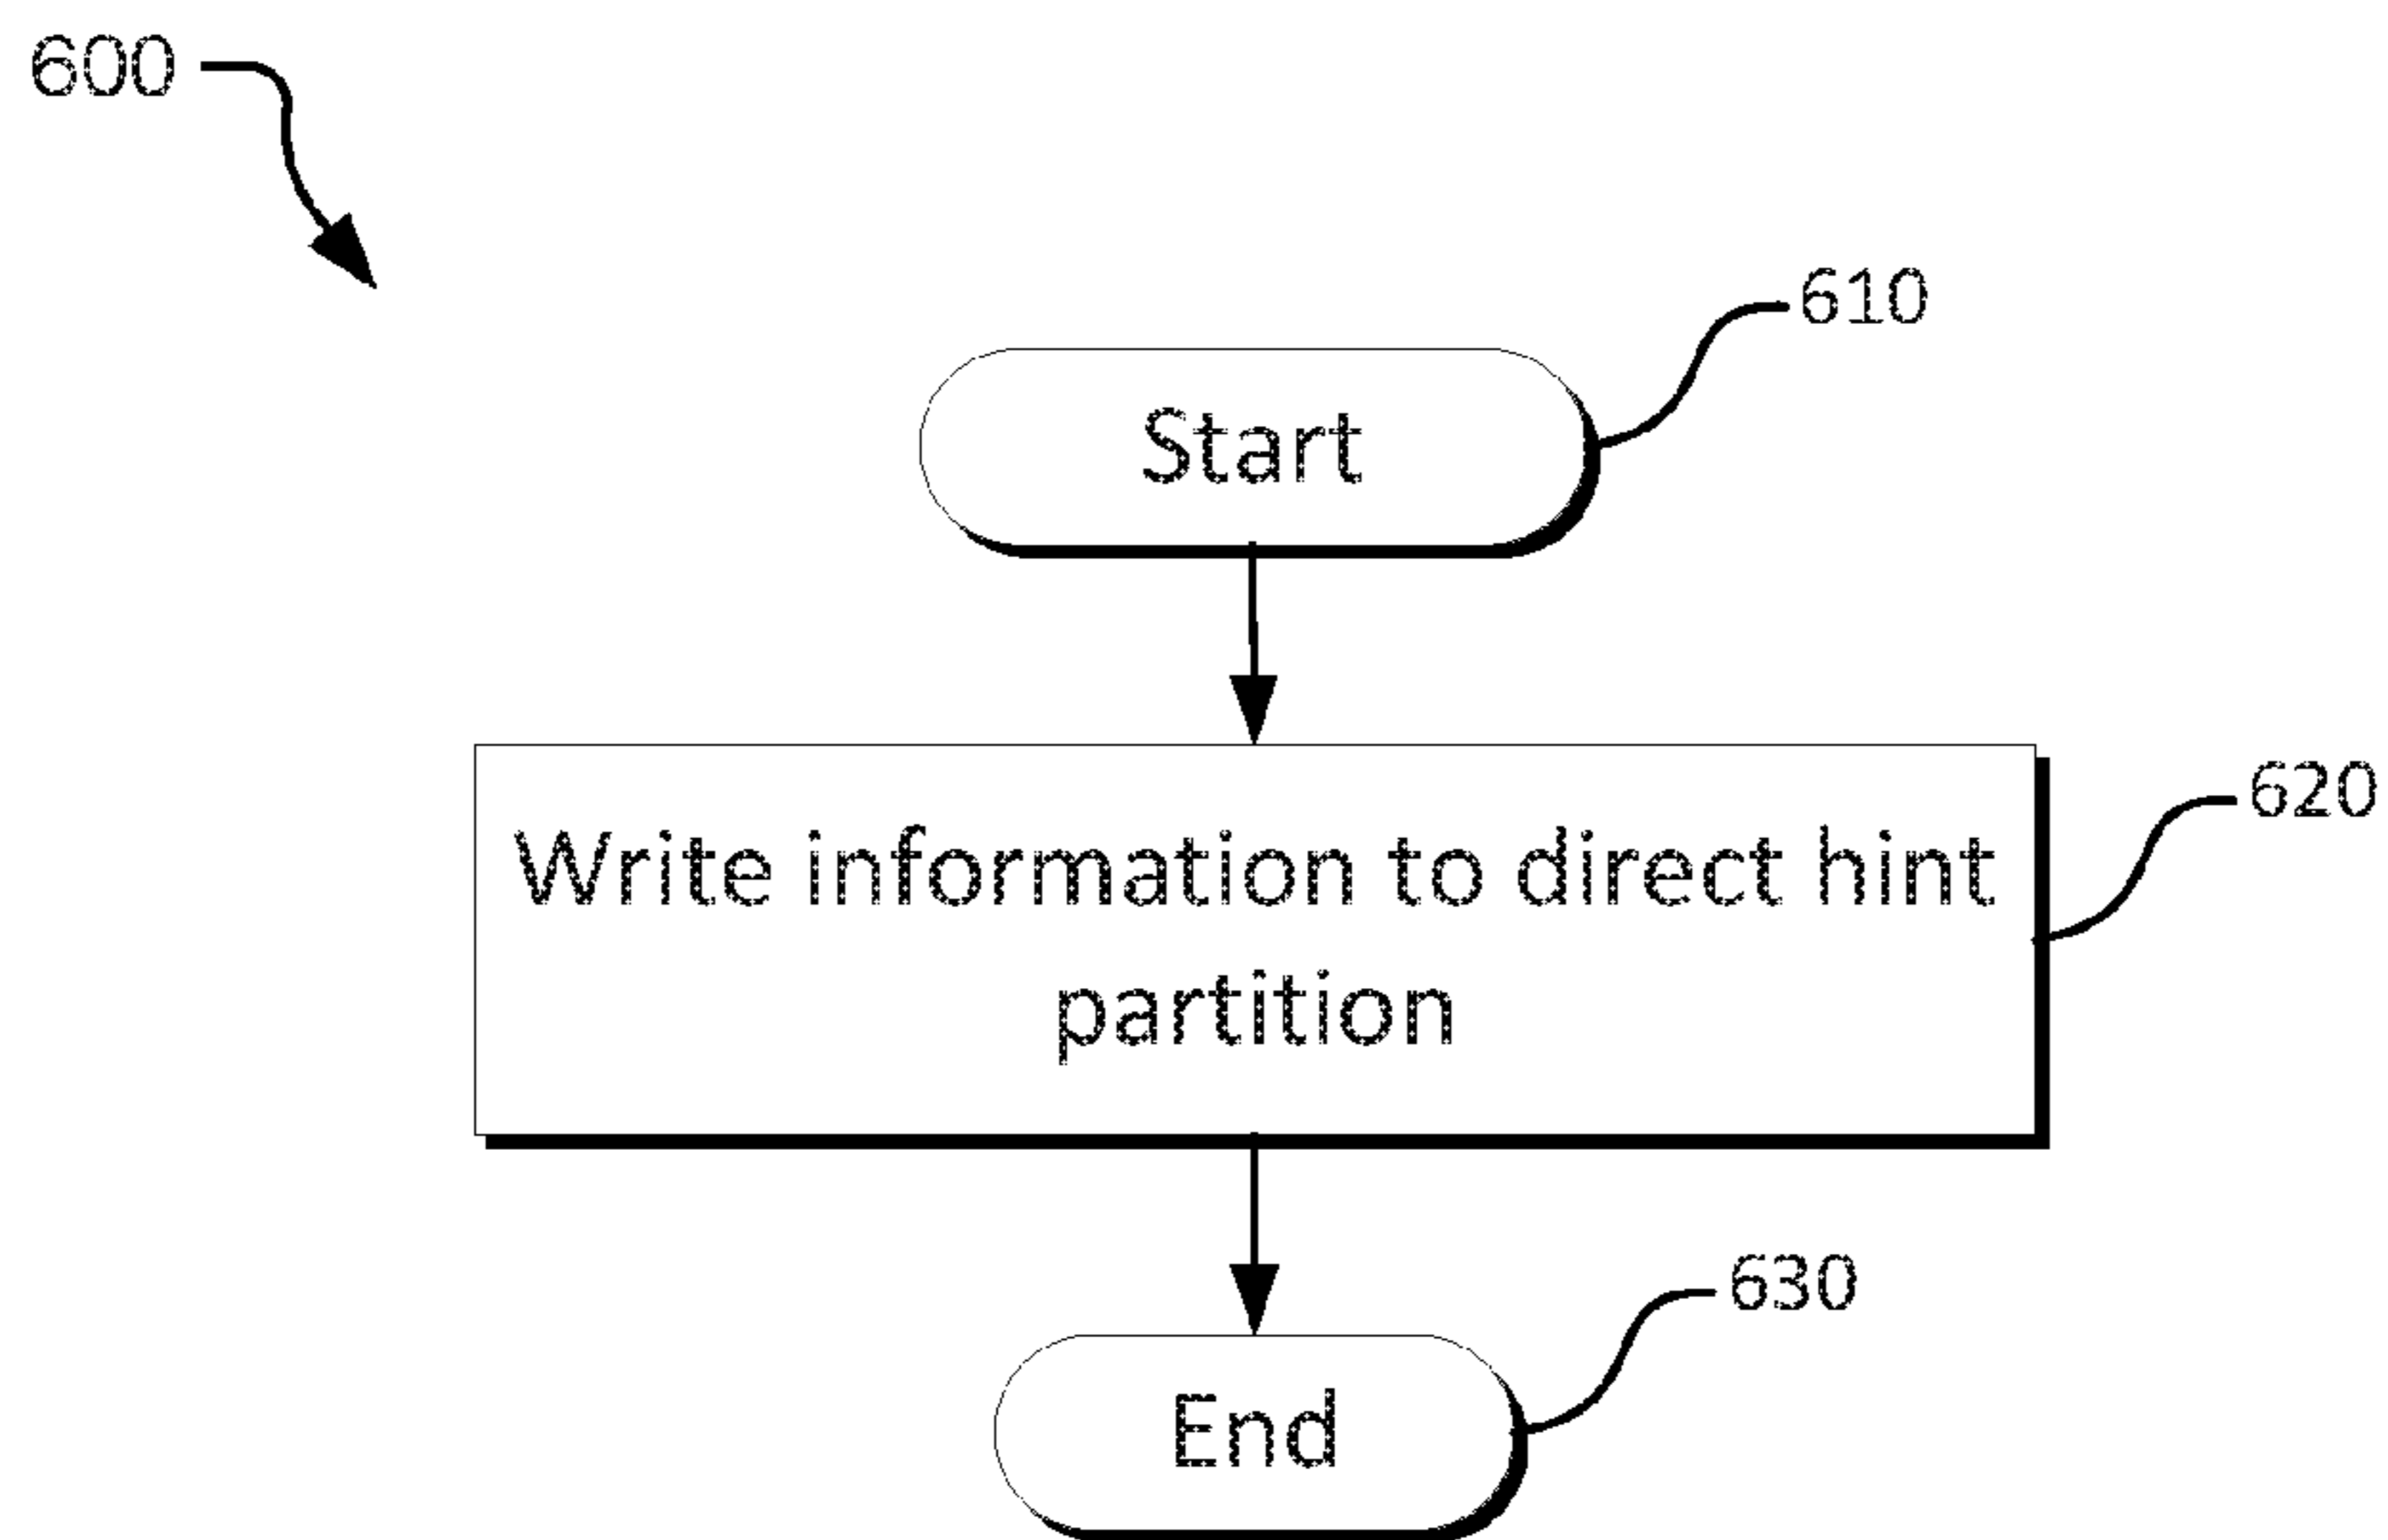 600
610
Start
620
Write information to direct hint
partition
630
End